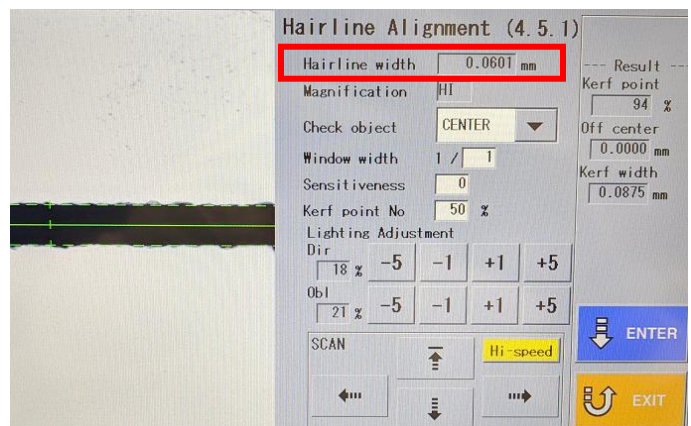 Hairline Alignment (4.5.1)
Hairline width 0.0601 mm
Magnification HI
Check object CENTER
Window width 1 / 1
Sensitiveness 0
Kerf point No 50 %
Lighting Adjustment
Dir
18 % -5 -1 +1 +5
Obl
21 % -5 -1 +1 +5
SCAN
Hi-speed
--- Result ---
Kerf point
94 %
Off center
0.0000 mm
Kerf width
0.0875 mm
ENTER
EXIT